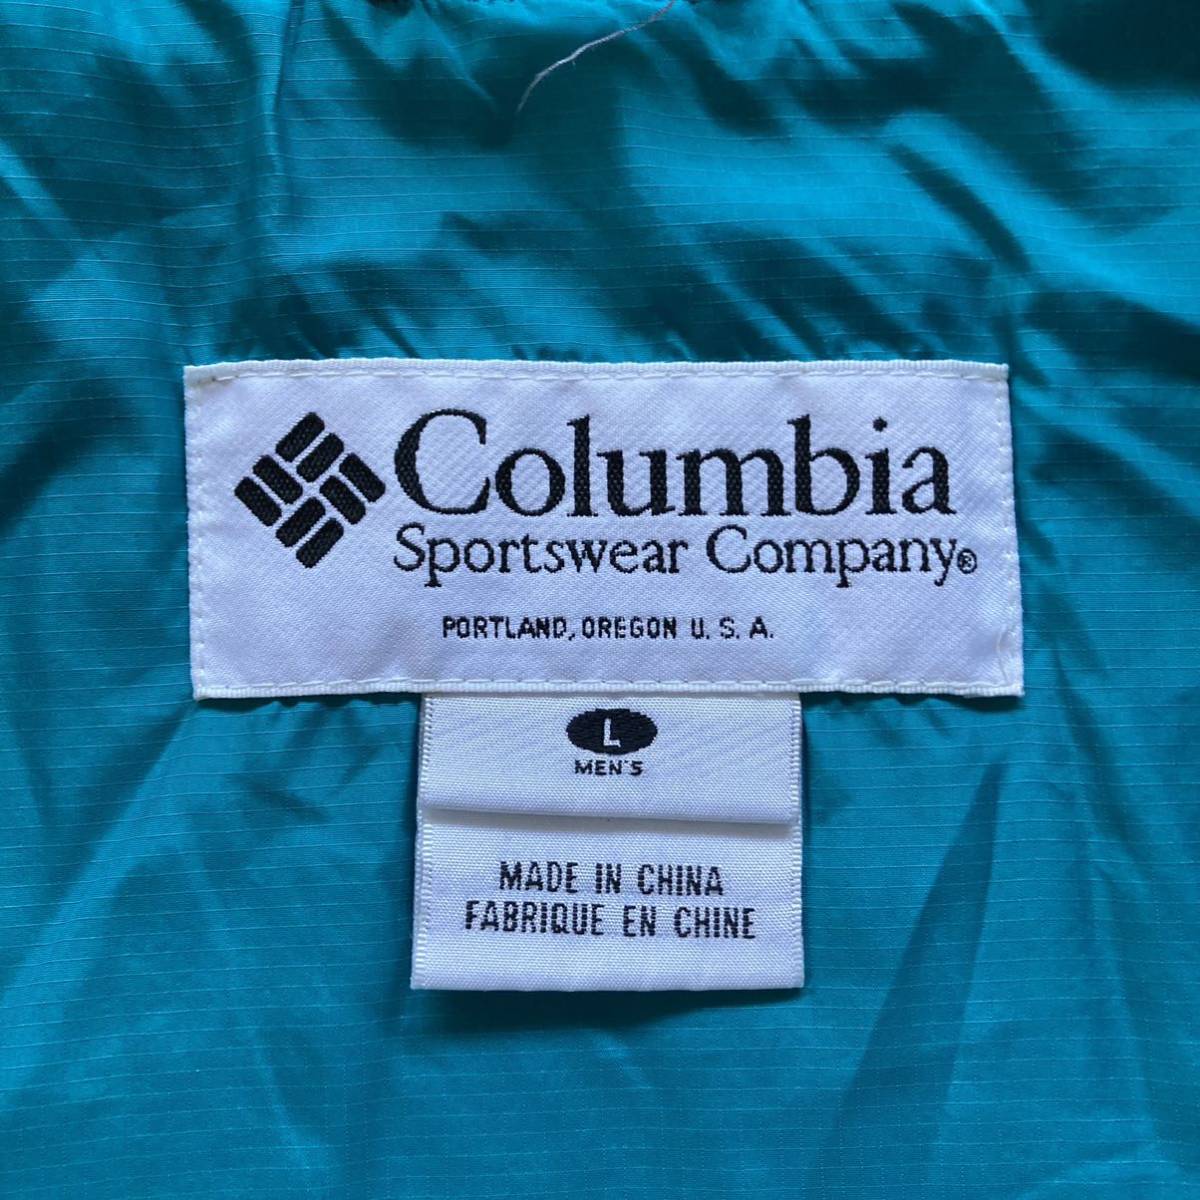 Columbia
Sportswear Company®
PORTLAND, OREGON U.S.A.
L
MEN'S
MADE IN CHINA
FABRIQUE EN CHINE